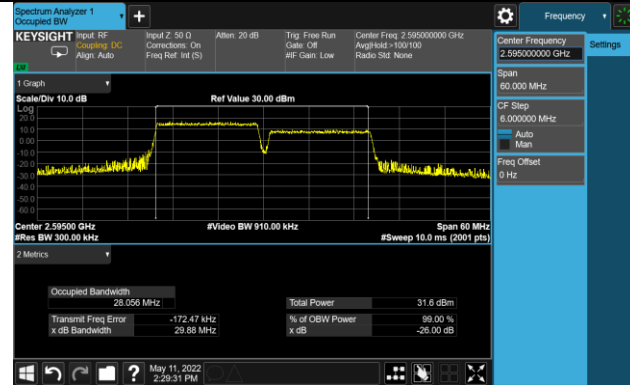 Spectrum Analyzer 1
Occupied BW
Frequency
KEYSIGHT
Input: RF
Coupling: DC
Align: Auto
Input Z: 50 Ω
Corrections: On
Freq Ref: Int (S)
Atten: 20 dB
Trig: Free Run
Gate: Off
#IF Gain: Low
Center Freq: 2.595000000 GHz
Avg|Hold:>100/100
Radio Std: None
LXI
1 Graph
Scale/Div 10.0 dB
Ref Value 30.00 dBm
Log
20.0
10.0
0.00
-10.0
-20.0
-30.0
-40.0
-50.0
-60.0
Center 2.59500 GHz
#Res BW 300.00 kHz
#Video BW 910.00 kHz
Span 60 MHz
#Sweep 10.0 ms (2001 pts)
2 Metrics
Occupied Bandwidth
28.056 MHz
Transmit Freq Error -172.47 kHz
x dB Bandwidth 29.88 MHz
Total Power 31.6 dBm
% of OBW Power 99.00 %
x dB -26.00 dB
May 11, 2022
2:29:31 PM
Center Frequency
2.595000000 GHz
Span
60.000 MHz
CF Step
6.000000 MHz
Auto
Man
Freq Offset
0 Hz
Settings